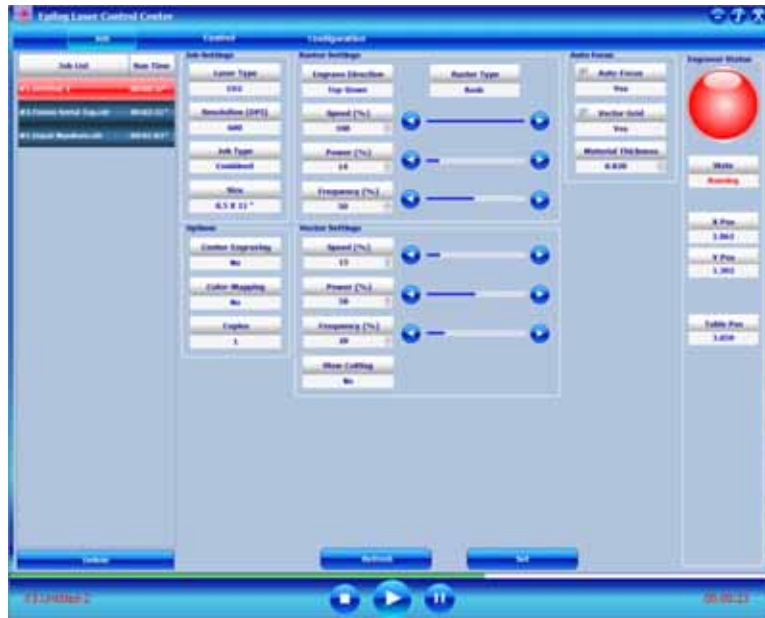 Epilog Laser Control Center
Job
Control
Configuration
Job List
Run Time
Job Settings
Laser Type
CO2
Resolution (DPI)
600
Job Type
Combined
Size
Options
Center Engraving
No
Color Mapping
No
Copies
1
Raster Settings
Engrave Direction
Top Down
Raster Type
Basic
Speed (%)
100
Power (%)
14
Frequency (%)
50
Vector Settings
Speed (%)
Power (%)
50
Frequency (%)
Slow Cutting
No
Auto Focus
Auto Focus
Yes
Vector Grid
Yes
Material Thickness
Engraver Status
State
Running
X Pos
Y Pos
Table Pos
Delete
Refresh
Set